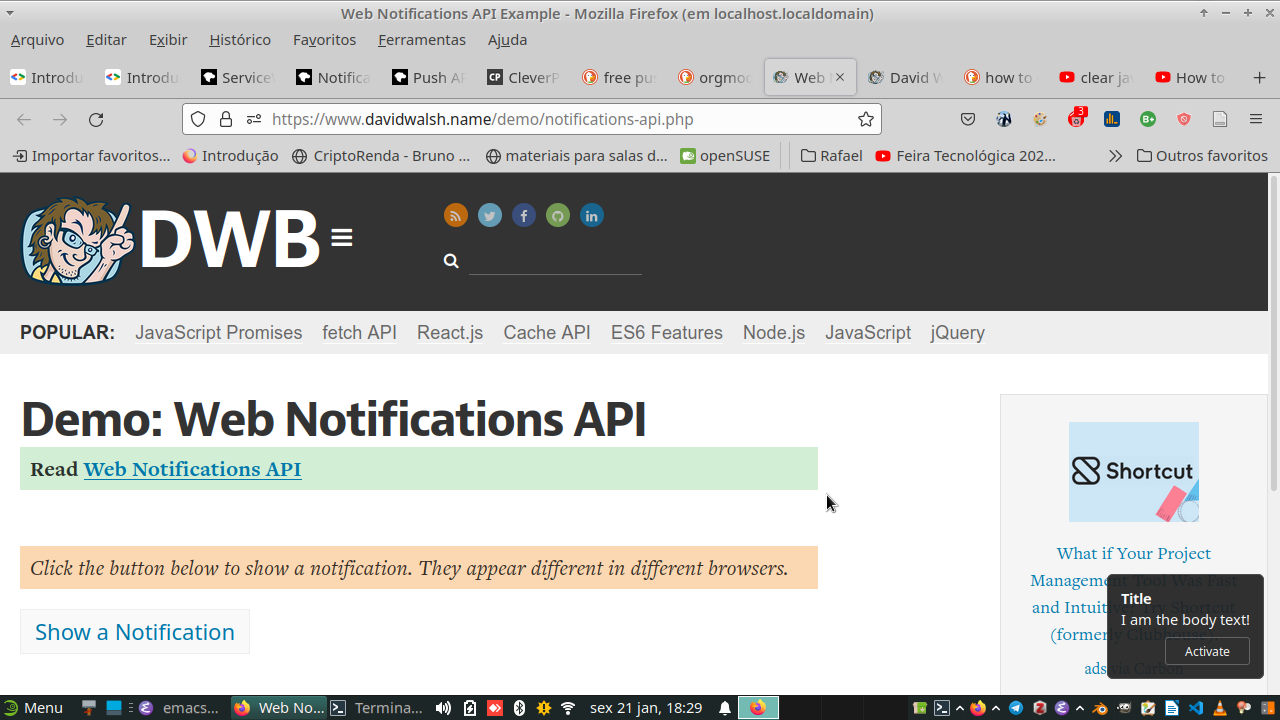 Web Notifications API Example - Mozilla Firefox (em localhost.localdomain)
Arquivo Editar Exibir Histórico Favoritos Ferramentas Ajuda
Introdu Introdu Service Notifica Push AP CP CleverP free pu orgmo Web David W how to clear ja How to
https://www.davidwalsh.name/demo/notifications-api.php 3 B+
Importar favoritos... Introdução CriptoRenda - Bruno ... materiais para salas d... openSUSE Rafael Feira Tecnológica 202... Outros favoritos
DWB
in
POPULAR: JavaScript Promises fetch API React.js Cache API ES6 Features Node.js JavaScript jQuery
Demo: Web Notifications API
Read Web Notifications API
Click the button below to show a notification. They appear different in different browsers.
Show a Notification
Shortcut
What if Your Project
Management Tool Was Fast
and Intuitive? Try Shortcut
(formerly Clubhouse).
ads via Carbon
Title
I am the body text!
Activate
Menu emacs... Web No... Termina... sex 21 jan, 18:29